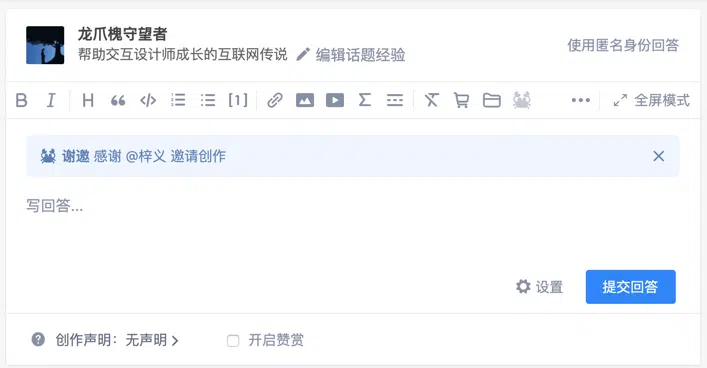 龙爪槐守望者
帮助交互设计师成长的互联网传说 编辑话题经验
使用匿名身份回答
B I H </> [1] Σ ... 全屏模式
谢邀 感谢 @梓义 邀请创作
写回答...
设置 提交回答
创作声明：无声明 开启赞赏